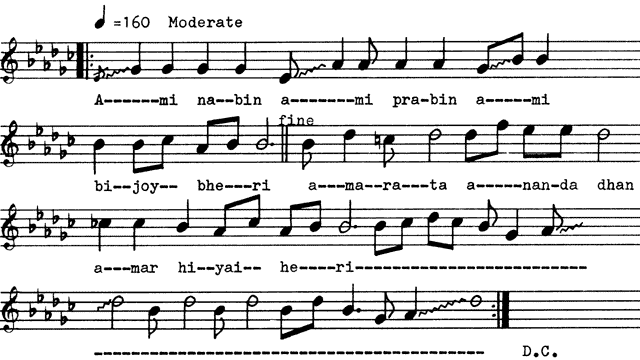 ♩ =160 Moderate
A------mi na--bin a--------mi pra-bin a-----mi
fine
bi--joy-- bhe---ri a--ma--ra---ta a-----nan-da dhan
a---mar hi--yai-- he----ri---------------------------
---------------------------------------------- D.C.